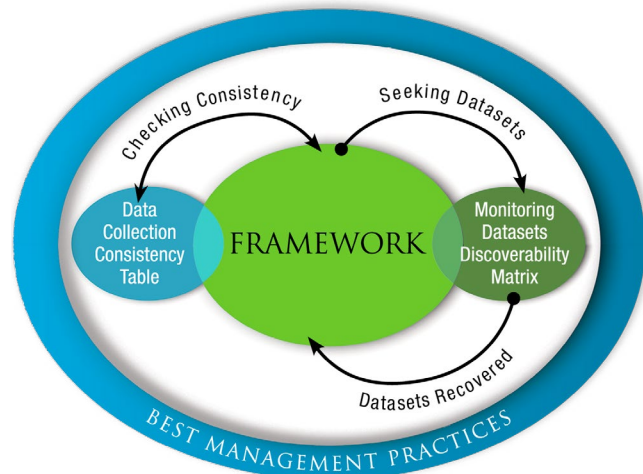 Checking Consistency
Seeking Datasets
Data
Collection
Consistency
Table
FRAMEWORK
Monitoring
Datasets
Discoverability
Matrix
Datasets Recovered
BEST MANAGEMENT PRACTICES